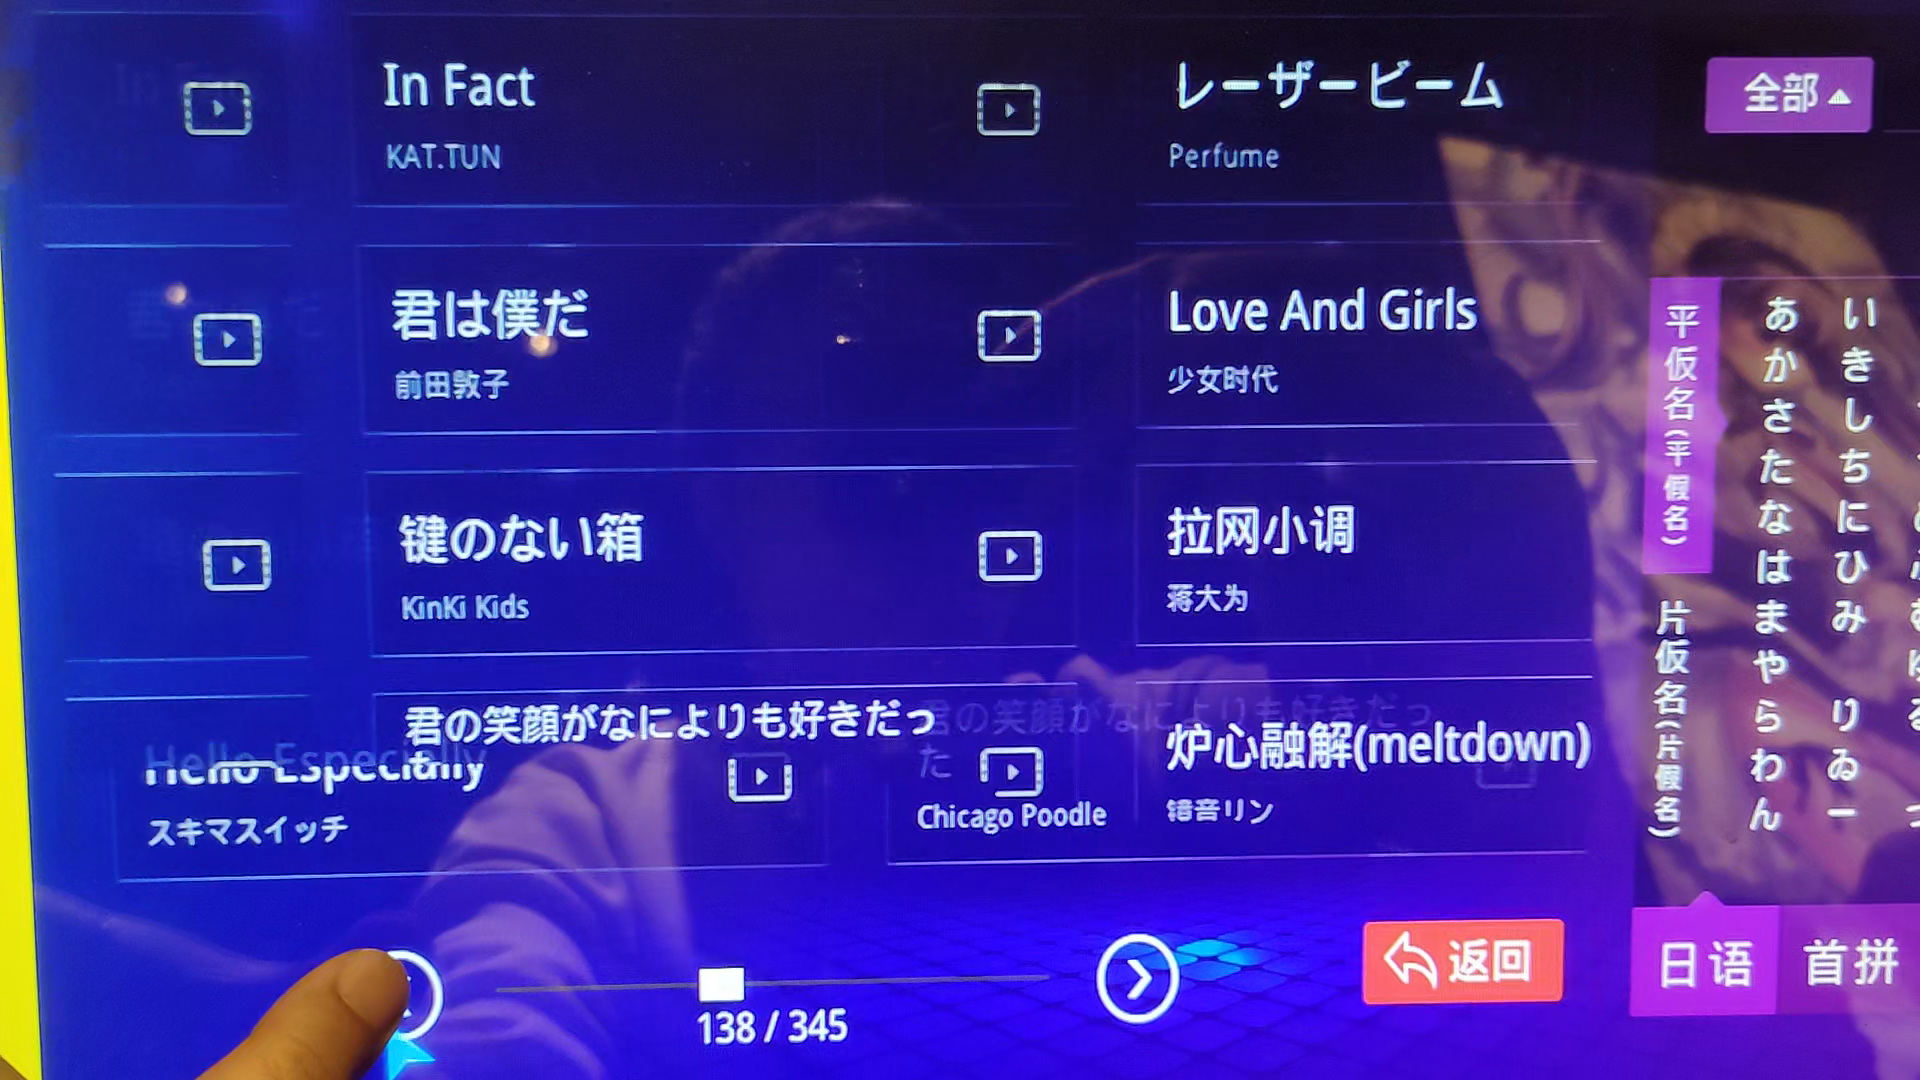 In Fact
KAT.TUN
レーザービーム
Perfume
全部
君は僕だ
前田敦子
Love And Girls
少女时代
键のない箱
KinKi Kids
拉网小调
蒋大为
君の笑顔がなによりも好きだっ
た
Chicago Poodle
Hello Especially
スキマスイッチ
炉心融解(meltdown)
音リン
平仮名(平假名)
片仮名(片假名)
あかさたなはまやらわん
いきしちにひみ りゐー
138 / 345
返回
日语
首拼